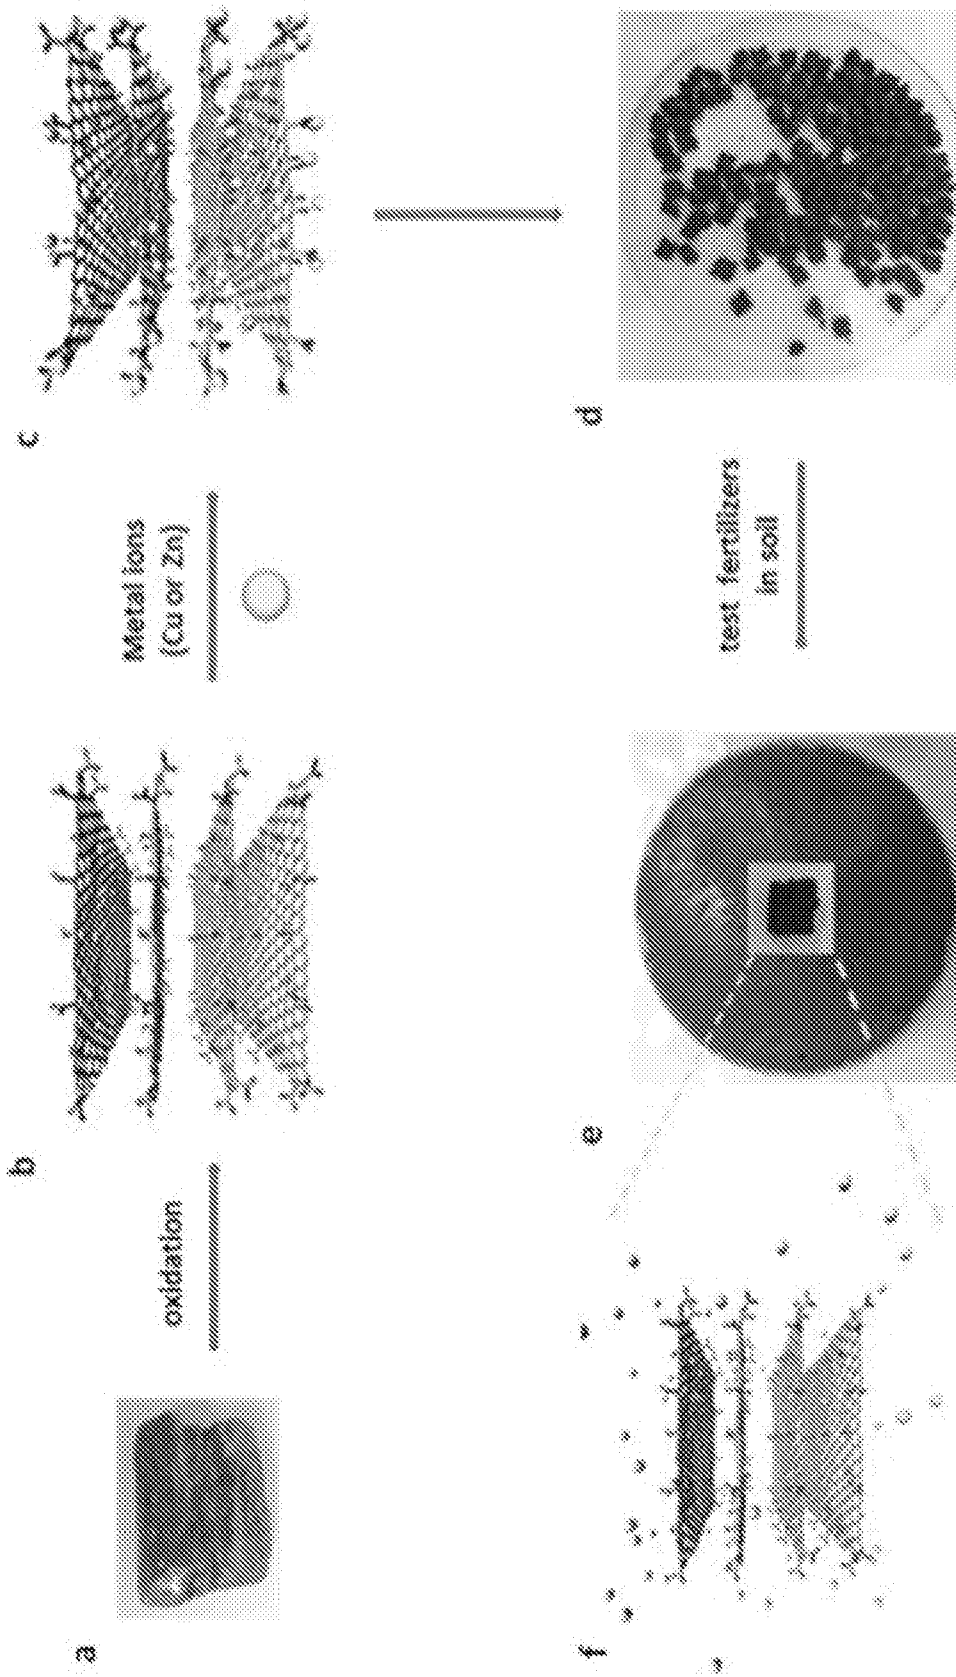 a
oxidation
b
Metal ions
(Cu or Zn)
c
d
test fertilizers
in soil
e
f